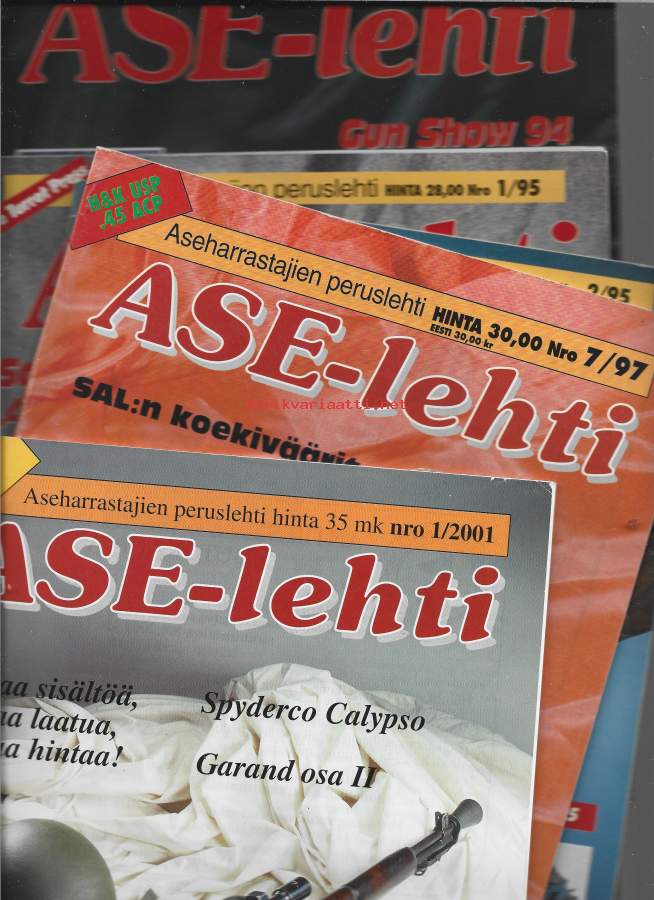 ASE-lehti
Gun Show 94
peruslehti HINTA 28,00 Nro 1/95
2/95
H&K USP
.45 ACP
Aseharrastajien peruslehti HINTA 30,00 Nro 7/97
EESTI 30,00 kr
ASE-lehti
SAL:n koekiväärit
Aseharrastajien peruslehti hinta 35 mk nro 1/2001
ASE-lehti
sisältöä,
laatua,
hintaa!
Spyderco Calypso
Garand osa II